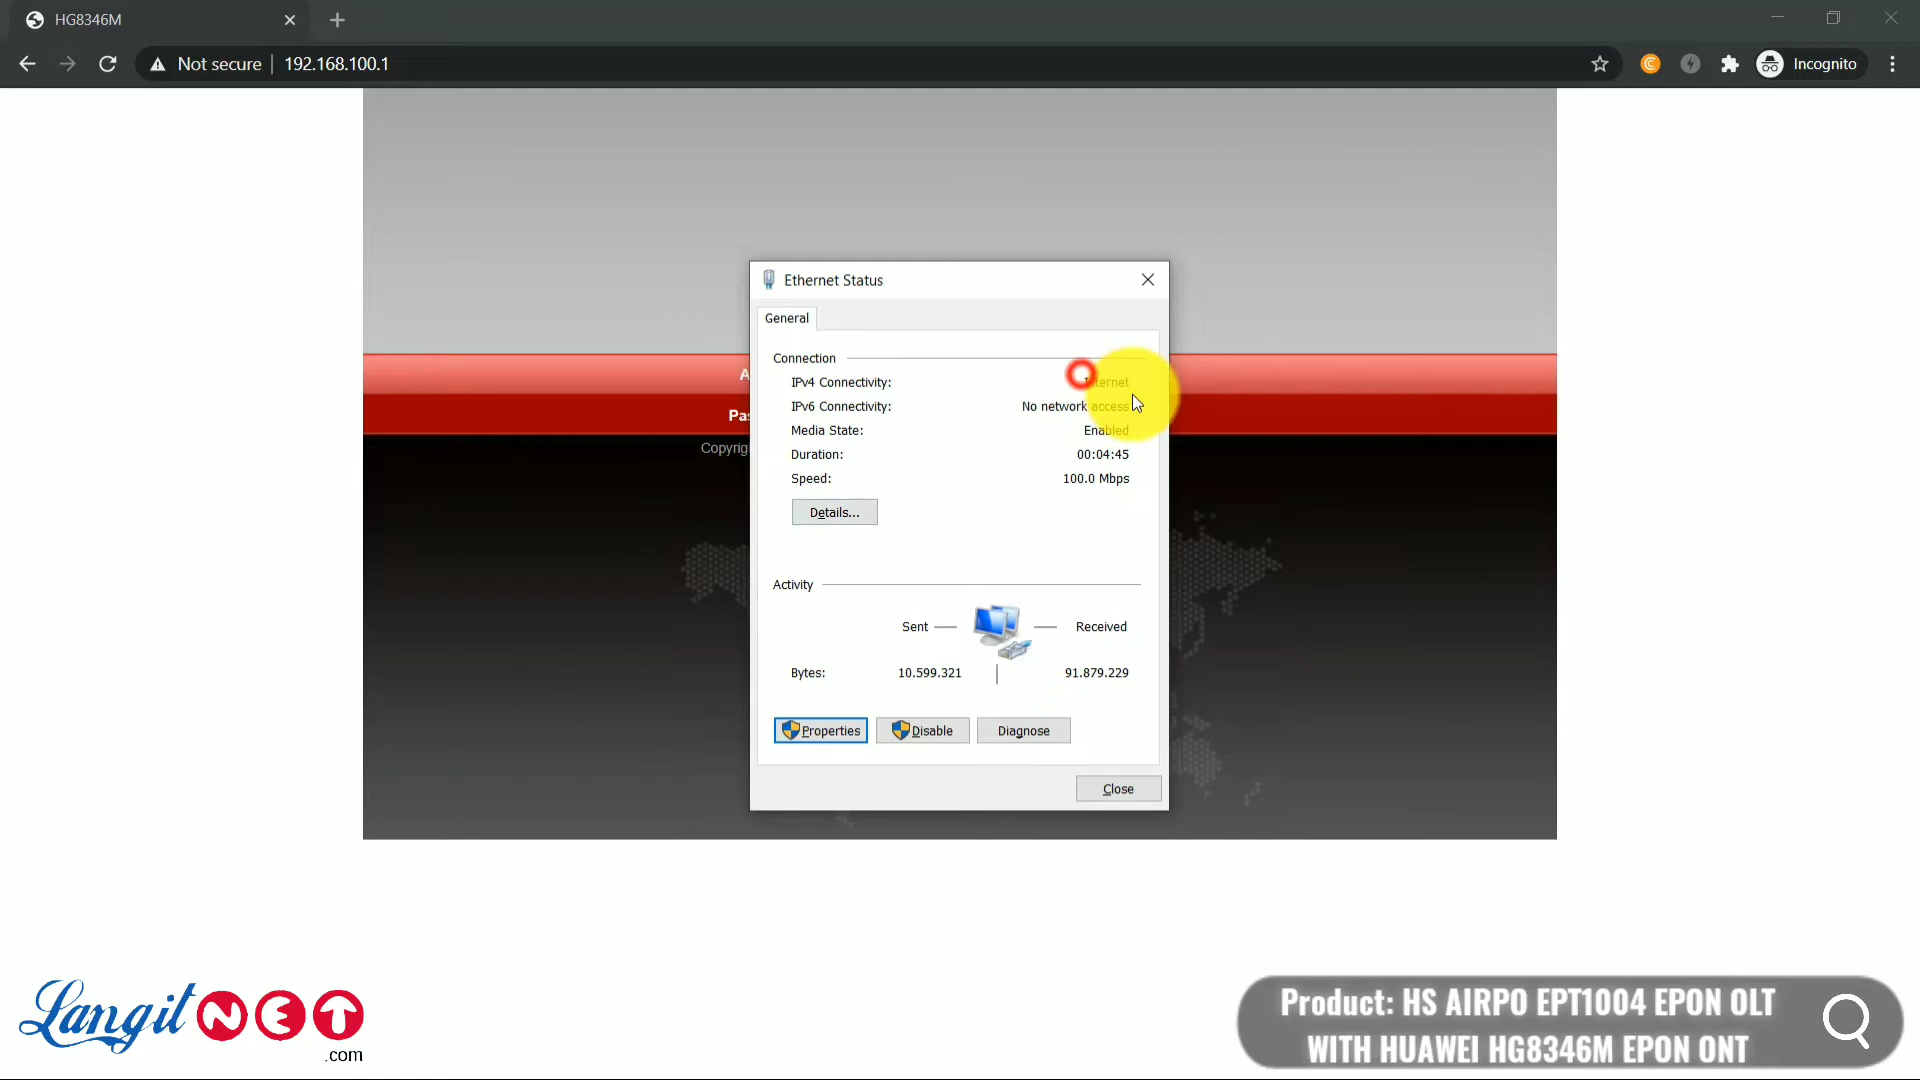 HG8346M
Not secure
192.168.100.1
Incognito
Ethernet Status
General
Connection
IPv4 Connectivity: Internet
IPv6 Connectivity: No network access
Media State: Enabled
Duration: 00:04:45
Speed: 100.0 Mbps
Details...
Activity
Sent Received
Bytes: 10.599.321 91.879.229
Properties Disable Diagnose
Close
LangitNET
.com
Product: HS AIRPO EPT1004 EPON OLT
WITH HUAWEI HG8346M EPON ONT